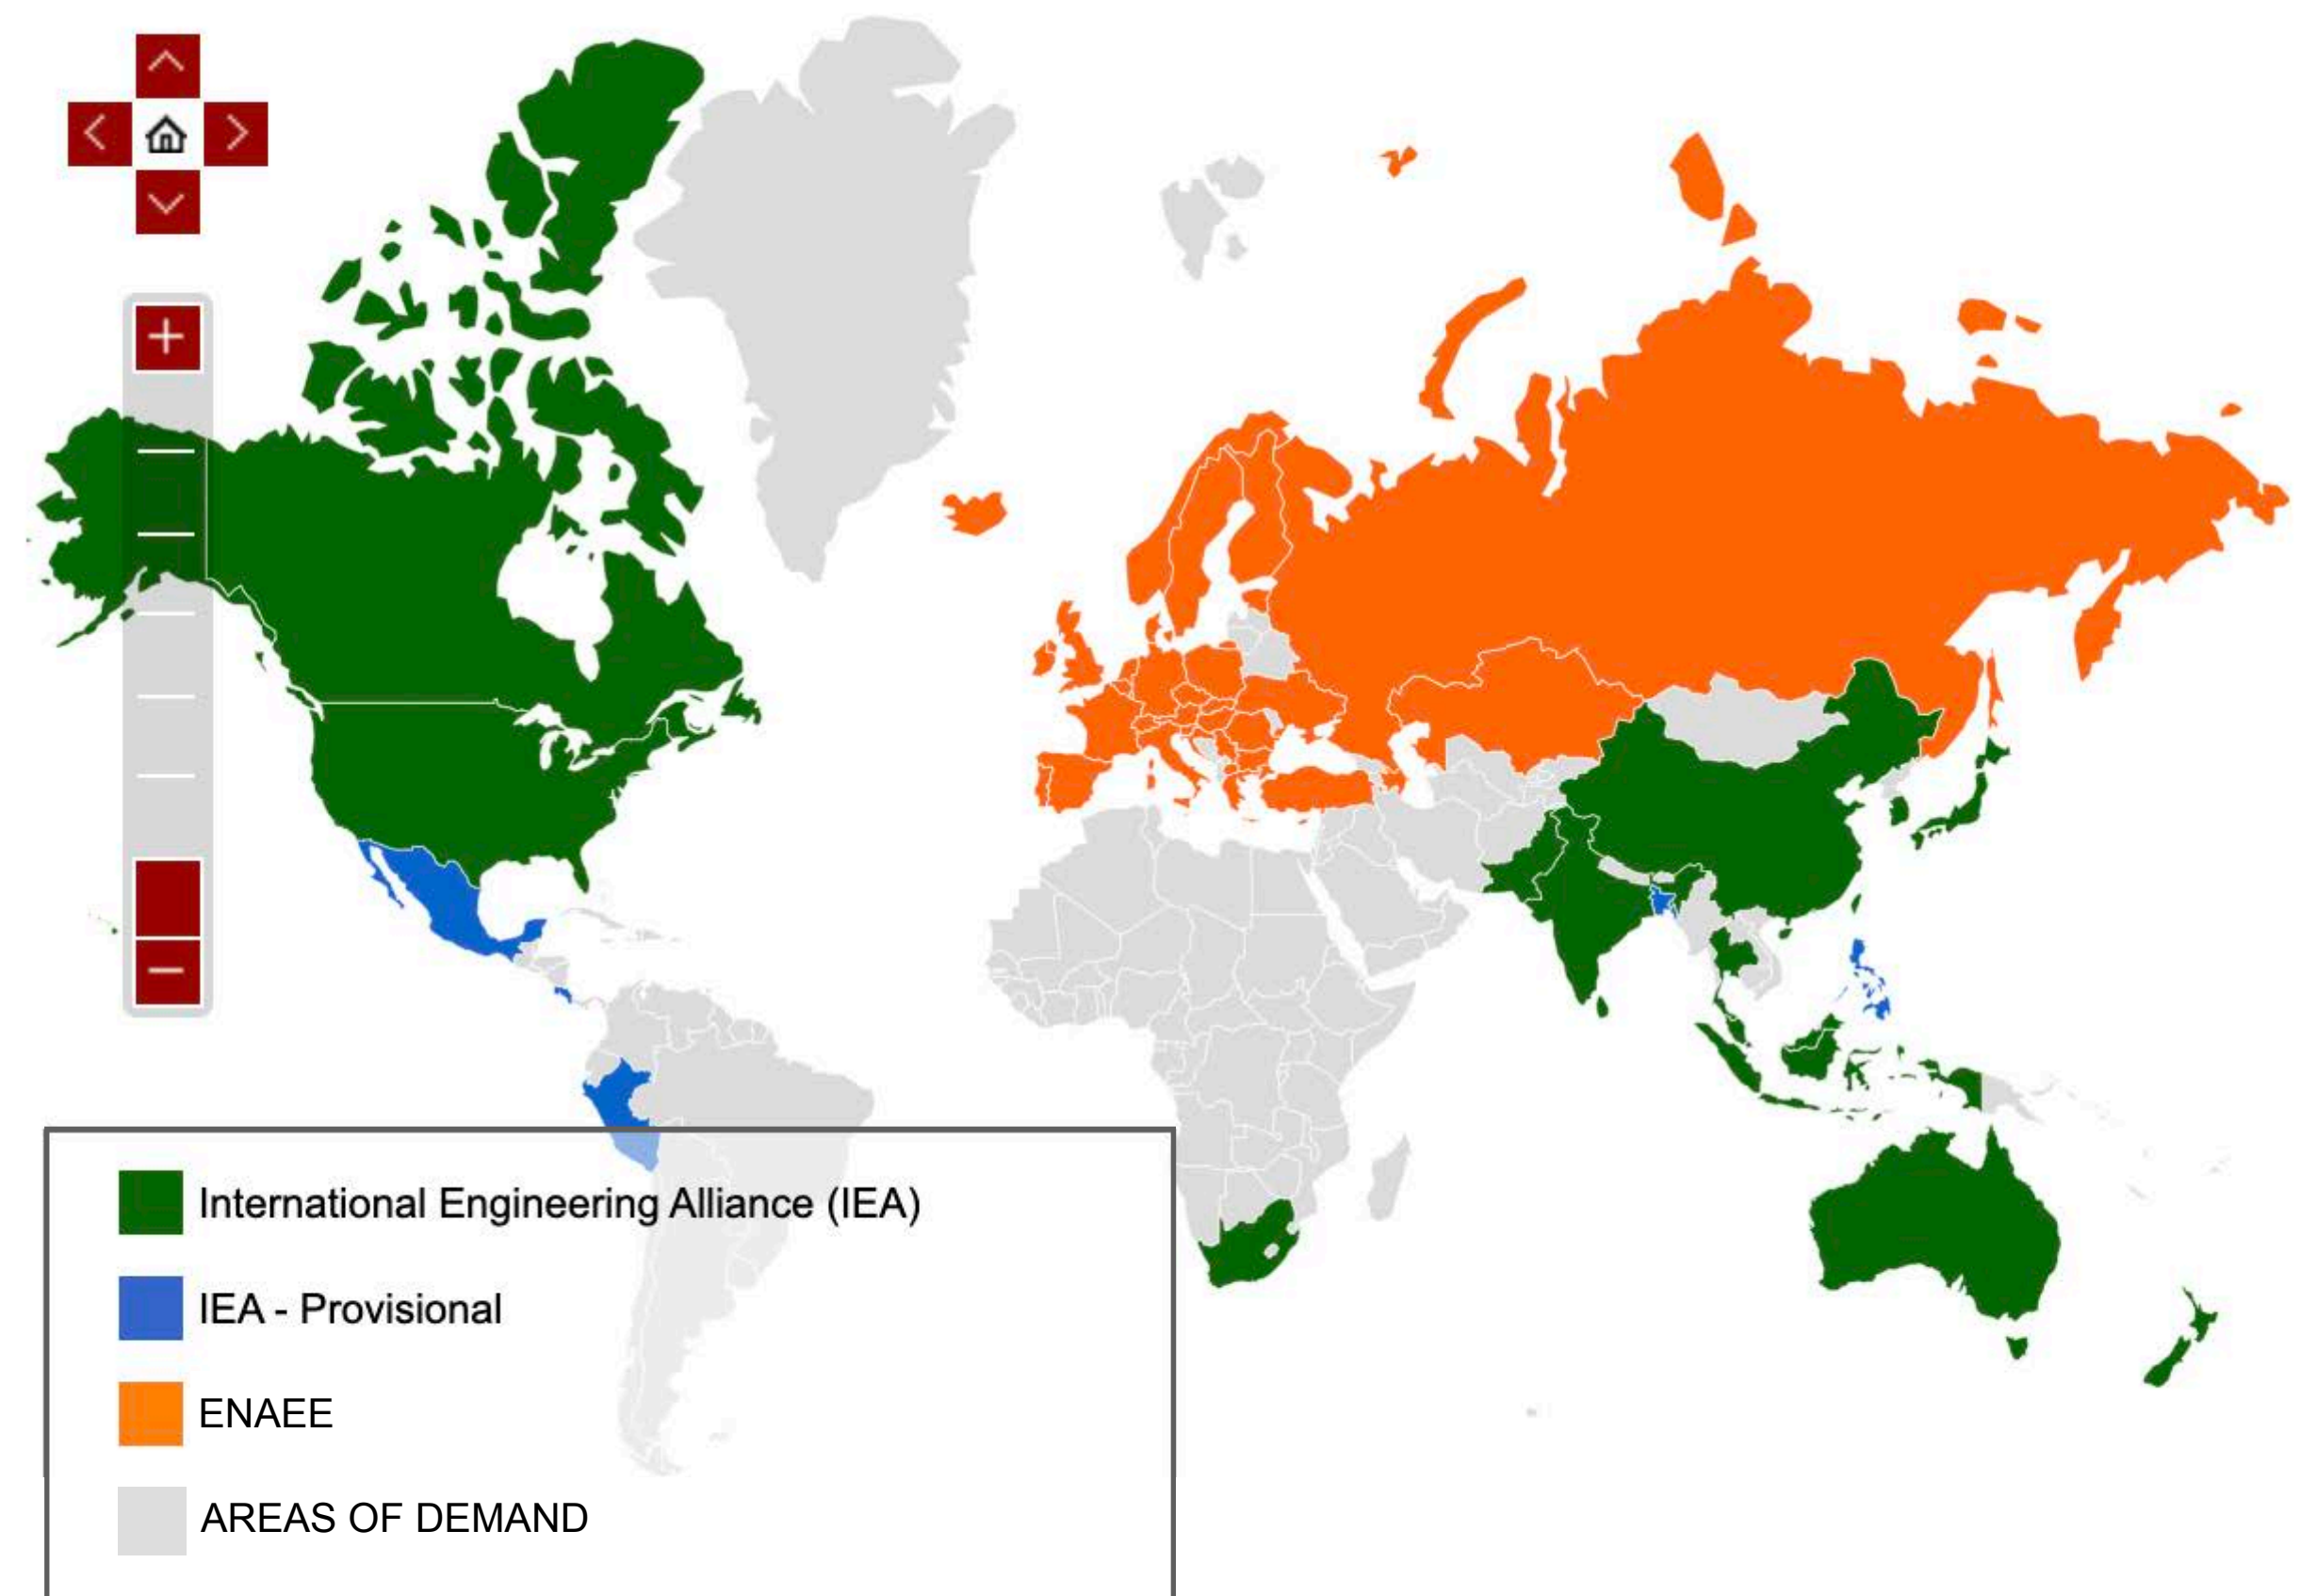 International Engineering Alliance (IEA)
IEA - Provisional
ENAEE
AREAS OF DEMAND